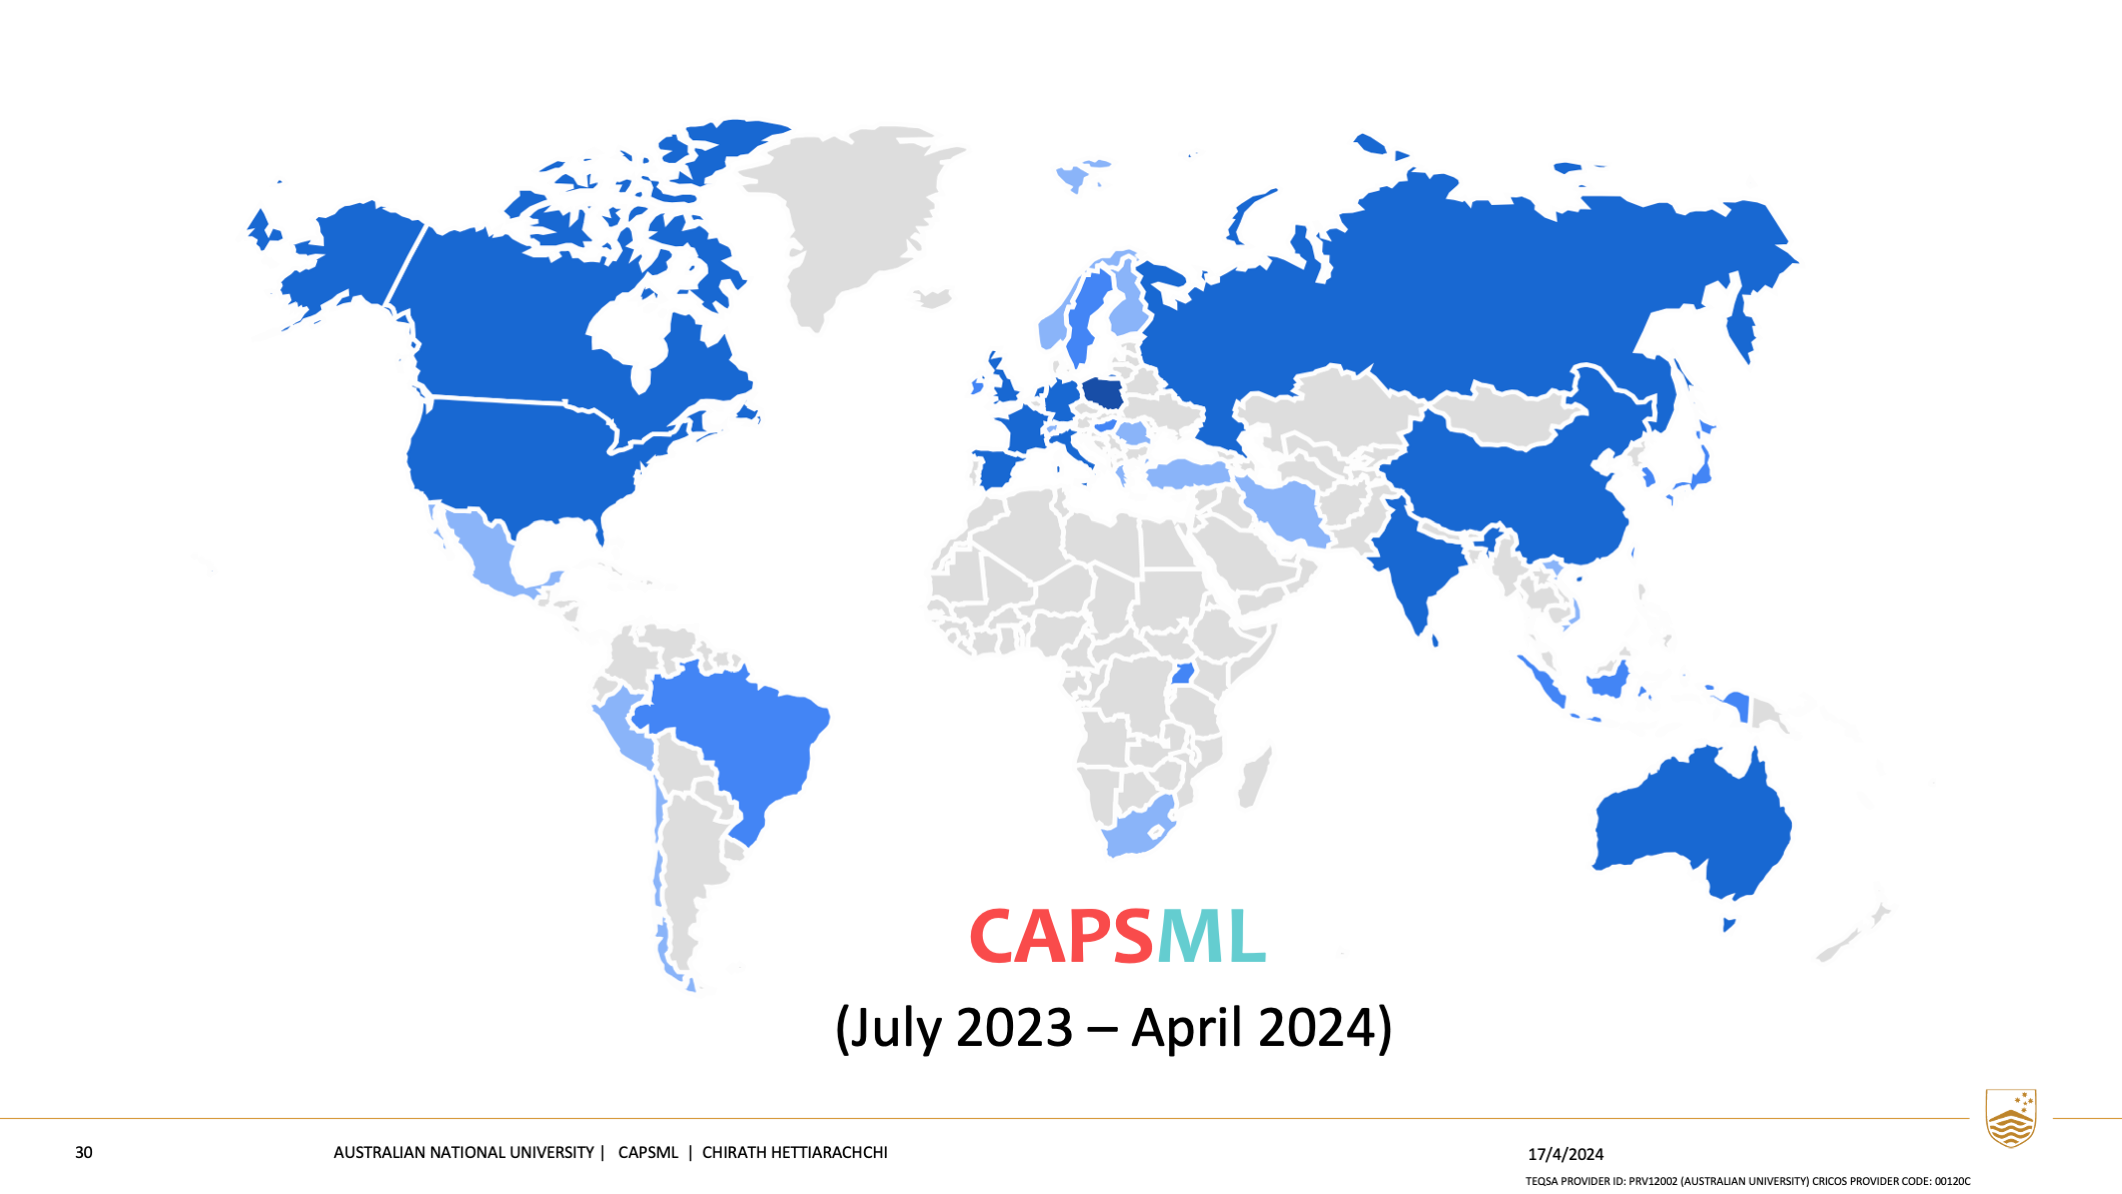 CAPSML
(July 2023 – April 2024)
30
AUSTRALIAN NATIONAL UNIVERSITY | CAPSML | CHIRATH HETTIARACHCHI
17/4/2024
TEQSA PROVIDER ID: PRV12002 (AUSTRALIAN UNIVERSITY) CRICOS PROVIDER CODE: 00120C